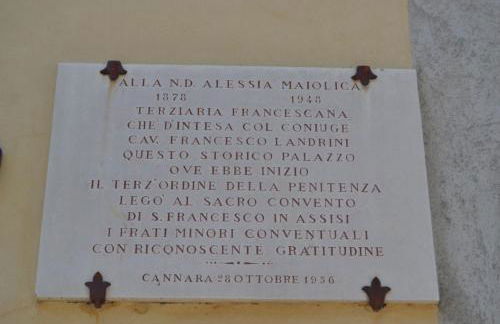 ALLA N.D. ALESSIA MAIOLICA
1878 1948
TERZIARIA FRANCESCANA
CHE D'INTESA COL CONIUGE
CAV. FRANCESCO LANDRINI
QUESTO STORICO PALAZZO
OVE EBBE INIZIO
IL TERZ'ORDINE DELLA PENITENZA
LEGO' AL SACRO CONVENTO
DI S. FRANCESCO IN ASSISI
I FRATI MINORI CONVENTUALI
CON RICONOSCENTE GRATITUDINE
CANNARA 28 OTTOBRE 1956